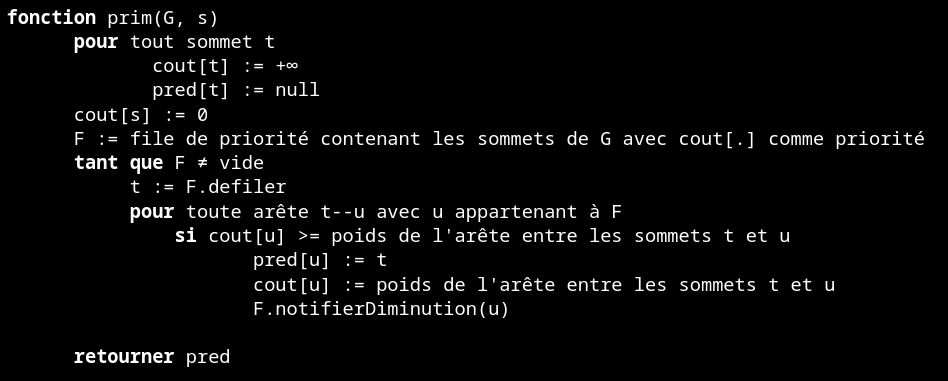 fonction prim(G, s)
pour tout sommet t
cout[t] := +∞
pred[t] := null
cout[s] := 0
F := file de priorité contenant les sommets de G avec cout[.] comme priorité
tant que F ≠ vide
t := F.defiler
pour toute arête t--u avec u appartenant à F
si cout[u] >= poids de l'arête entre les sommets t et u
pred[u] := t
cout[u] := poids de l'arête entre les sommets t et u
F.notifierDiminution(u)
retourner pred